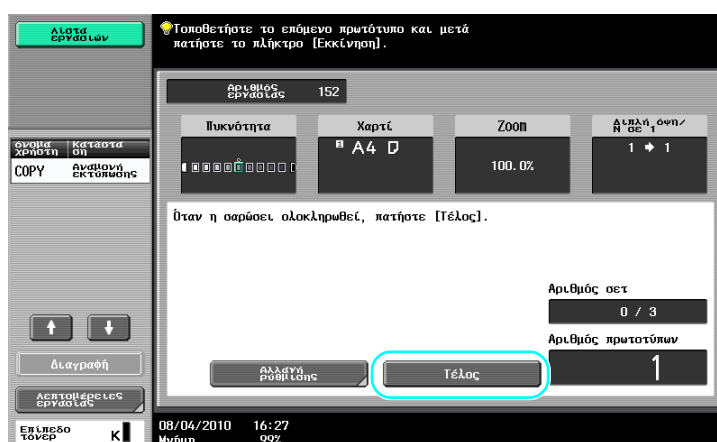 Λίστα
εργασιών
Τοποθετήστε το επόμενο πρωτότυπο και μετά
πατήστε το πλήκτρο [Εκκίνηση].
Αριθμός
εργασίας
152
Πυκνότητα
Χαρτί
Zoom
Διπλή όψη/
N σε 1
A4
100.0%
1 → 1
όνομα
χρήστη
Κατάστα
ση
COPY
Αναμονή
εκτύπωσης
Όταν η σαρώσει ολοκληρωθεί, πατήστε [Τέλος].
Αριθμός σετ
0 / 3
Αριθμός πρωτοτύπων
1
Αλλαγή
ρύθμισης
Τέλος
Διαγραφή
Λεπτομέρειες
εργασίας
Επίπεδο
τόνερ
K
08/04/2010 16:27
Μνήμη 99%